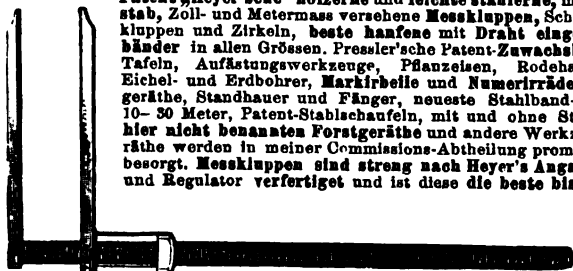 stab, Zoll- und Metermass versehene Messkluppen, Sch
kluppen und Zirkeln, beste hanfene mit Draht eing
bänder in allen Grössen. Pressler'sche Patent-Zuwachs
Tafeln, Aufästungswerkzeuge, Pflanzeisen, Rodeha
Eichel- und Erdbohrer, Markirbeile und Numerirräde
geräthe, Standhauer und Fänger, neueste Stahlband-
10- 30 Meter, Patent-Stahlschaufeln, mit und ohne St
hier nicht benannten Forstgeräthe und andere Werkz
räthe werden in meiner Commissions-Abtheilung prom
besorgt. Messkluppen sind streng nach Heyer's Anga
und Regulator verfertiget und ist diese die beste bis